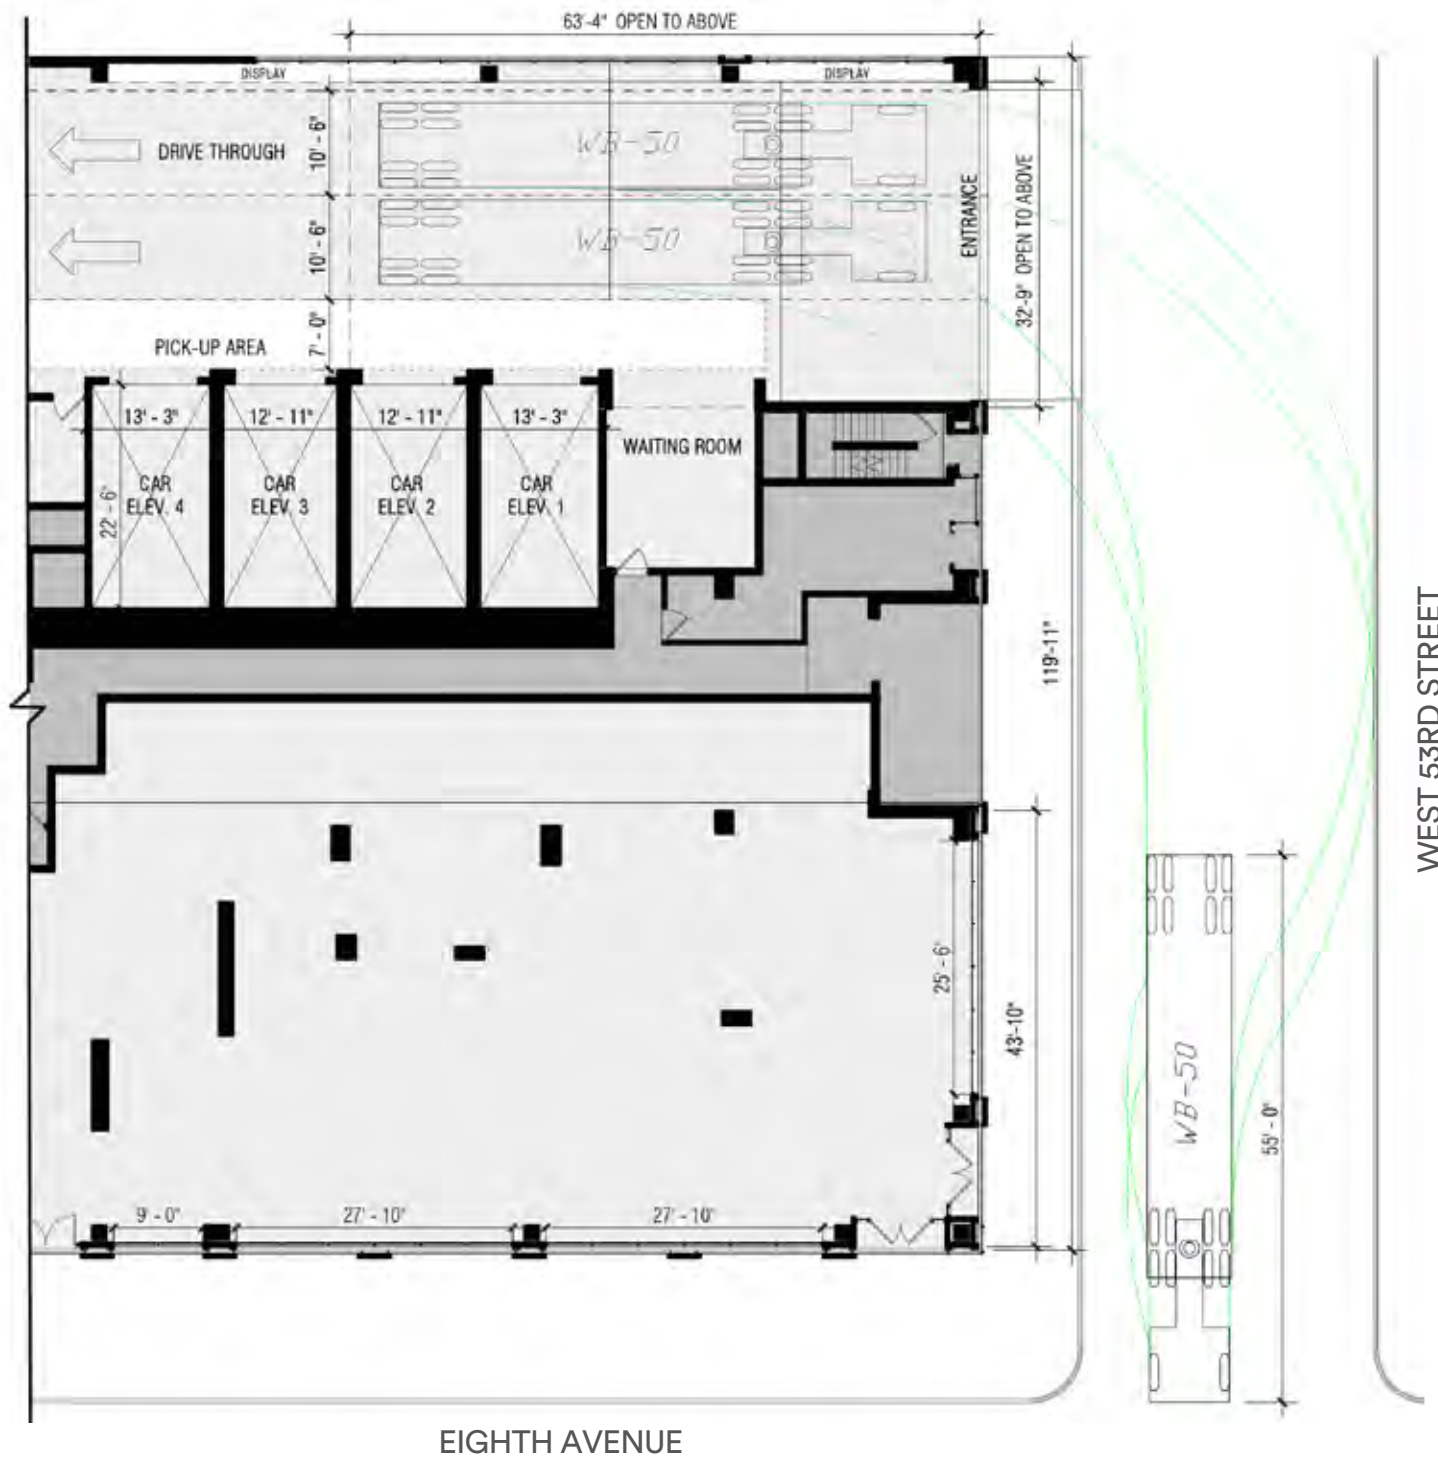 63'-4" OPEN TO ABOVE
DISPLAY
DISPLAY
DRIVE THROUGH
10' - 6"
WB-50
10' - 6"
WB-50
ENTRANCE
32'-9" OPEN TO ABOVE
PICK-UP AREA
7' - 0"
13' - 3"
12' - 11"
12' - 11"
13' - 3"
WAITING ROOM
CAR
ELEV. 4
CAR
ELEV. 3
CAR
ELEV. 2
CAR
ELEV. 1
22' - 6"
119'-11"
WEST 53RD STREET
25' - 6"
43'-10"
WB-50
55' - 0"
9' - 0"
27' - 10"
27' - 10"
EIGHTH AVENUE